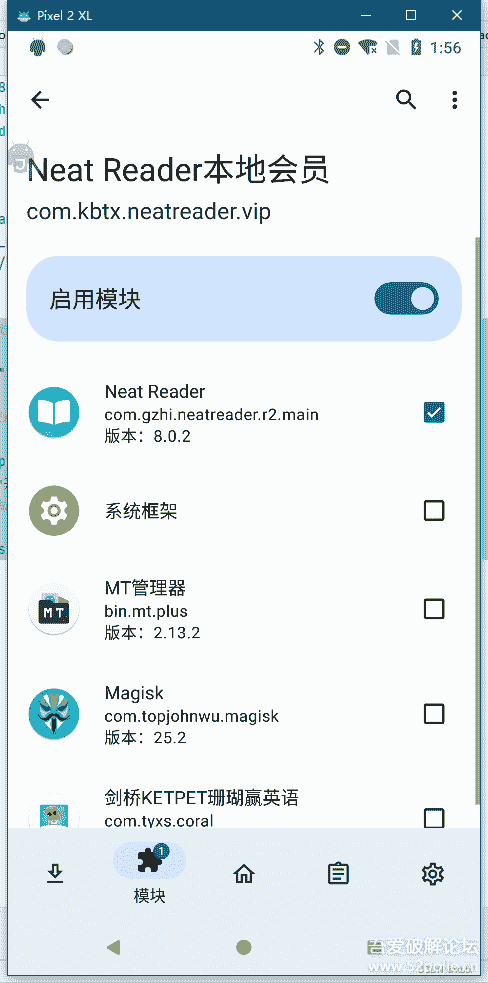 Pixel 2 XL
1:56
Neat Reader本地会员
com.kbtx.neatreader.vip
启用模块
Neat Reader
com.gzhi.neatreader.r2.main
版本：8.0.2
系统框架
MT管理器
bin.mt.plus
版本：2.13.2
Magisk
com.topjohnwu.magisk
版本：25.2
剑桥KETPET珊瑚赢英语
com.tyxs.coral
1
模块
吾爱破解论坛
www.52pojie.cn